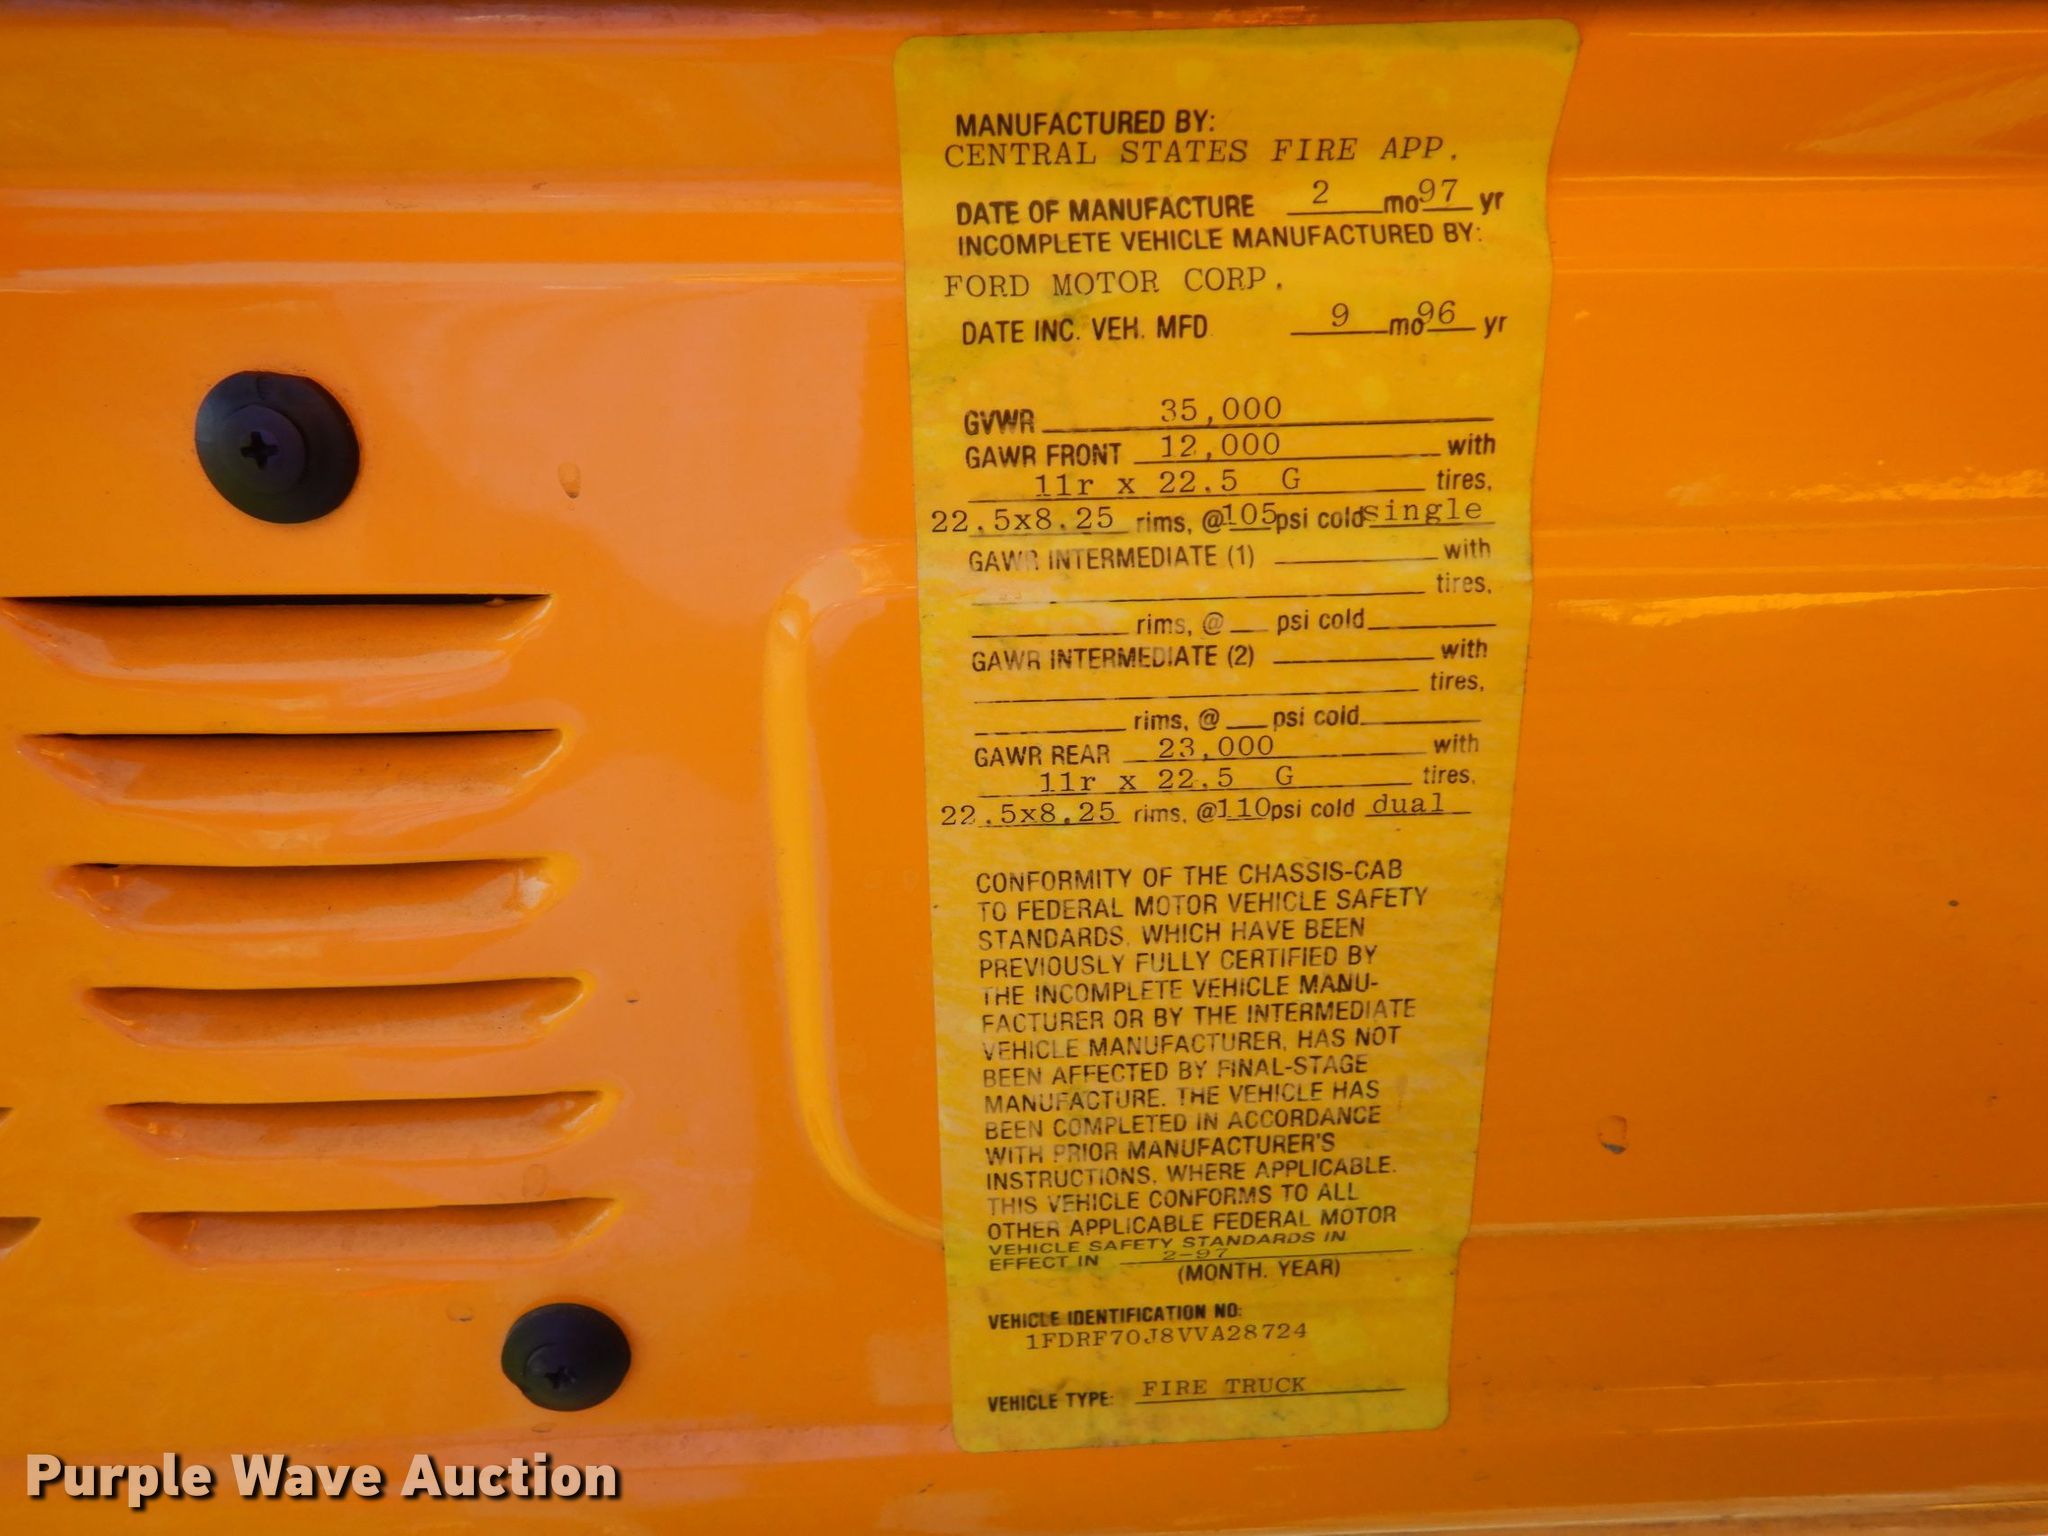 MANUFACTURED BY:
CENTRAL STATES FIRE APP.
DATE OF MANUFACTURE 2 mo 97 yr
INCOMPLETE VEHICLE MANUFACTURED BY:
FORD MOTOR CORP.
DATE INC. VEH. MFD 9 mo 96 yr
GVWR 35,000
GAWR FRONT 12,000 with
11r x 22.5 G tires,
22.5x8.25 rims, @ 105 psi cold single
GAWR INTERMEDIATE (1) with
tires,
rims, @ psi cold
GAWR INTERMEDIATE (2) with
tires,
rims, @ psi cold
GAWR REAR 23,000 with
11r x 22.5 G tires,
22.5x8.25 rims, @ 110 psi cold dual
CONFORMITY OF THE CHASSIS-CAB
TO FEDERAL MOTOR VEHICLE SAFETY
STANDARDS, WHICH HAVE BEEN
PREVIOUSLY FULLY CERTIFIED BY
THE INCOMPLETE VEHICLE MANU-
FACTURER OR BY THE INTERMEDIATE
VEHICLE MANUFACTURER, HAS NOT
BEEN AFFECTED BY FINAL-STAGE
MANUFACTURE. THE VEHICLE HAS
BEEN COMPLETED IN ACCORDANCE
WITH PRIOR MANUFACTURER'S
INSTRUCTIONS, WHERE APPLICABLE.
THIS VEHICLE CONFORMS TO ALL
OTHER APPLICABLE FEDERAL MOTOR
VEHICLE SAFETY STANDARDS IN
EFFECT IN 2-97
(MONTH, YEAR)
VEHICLE IDENTIFICATION NO:
1FDRF70J8VVA28724
VEHICLE TYPE: FIRE TRUCK
Purple Wave Auction